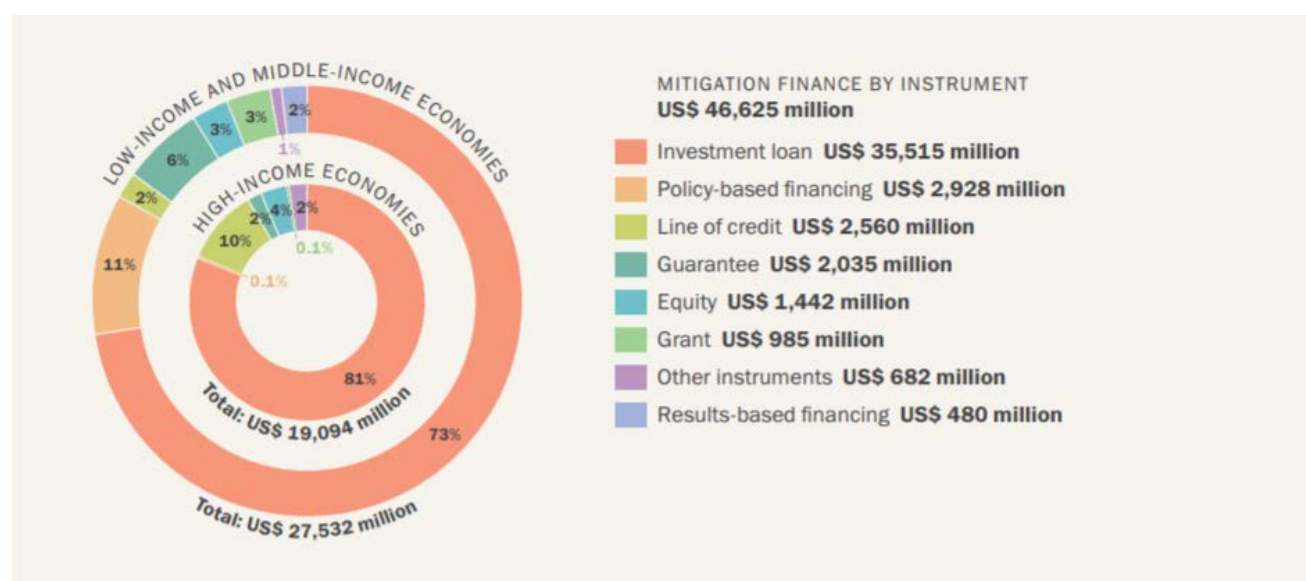 LOW-INCOME AND MIDDLE-INCOME ECONOMIES
2%
3%
3%
1%
6%
2%
11%
73%
Total: US$ 27,532 million
HIGH-INCOME ECONOMIES
2%
4%
2%
0.1%
10%
0.1%
81%
Total: US$ 19,094 million
MITIGATION FINANCE BY INSTRUMENT
US$ 46,625 million
Investment loan US$ 35,515 million
Policy-based financing US$ 2,928 million
Line of credit US$ 2,560 million
Guarantee US$ 2,035 million
Equity US$ 1,442 million
Grant US$ 985 million
Other instruments US$ 682 million
Results-based financing US$ 480 million